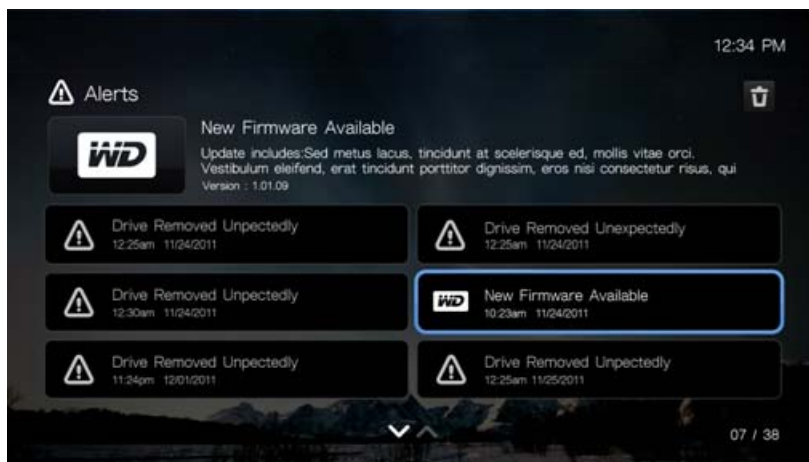 12:34 PM
Alerts
WD
New Firmware Available
Update includes:Sed metus lacus, tincidunt at scelerisque ed, mollis vitae orci.
Vestibulum eleifend, erat tincidunt porttitor dignissim, eros nisi consectetur risus, qui
Version : 1.01.09
Drive Removed Unpectedly
12:25am 11/24/2011
Drive Removed Unexpectedly
12:25am 11/24/2011
Drive Removed Unpectedly
12:30am 11/24/2011
WD
New Firmware Available
10:23am 11/24/2011
Drive Removed Unpectedly
11:24pm 12/01/2011
Drive Removed Unpectedly
12:25am 11/25/2011
07 / 38